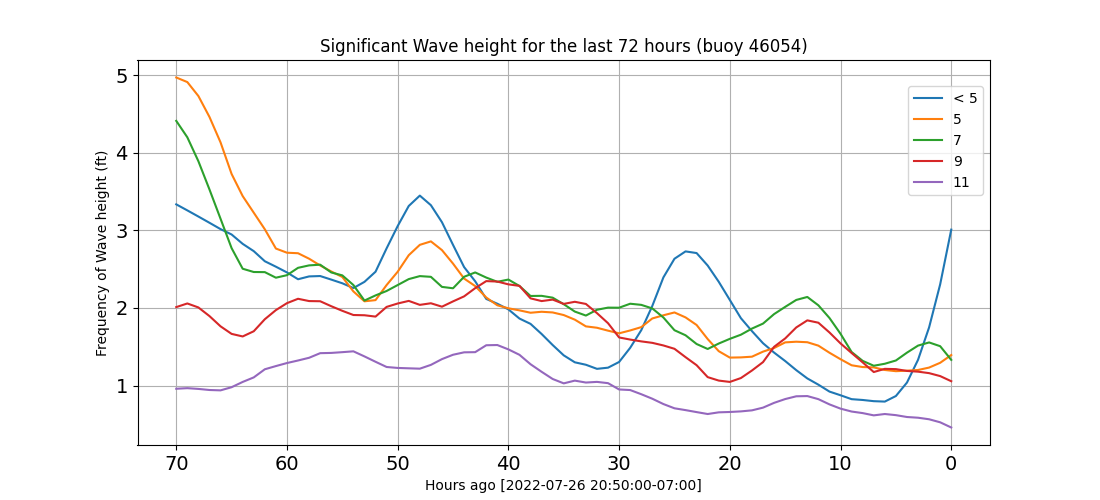 Significant Wave height for the last 72 hours (buoy 46054)
Frequency of Wave height (ft)
5
4
3
2
1
< 5
5
7
9
11
70 60 50 40 30 20 10 0
Hours ago [2022-07-26 20:50:00-07:00]